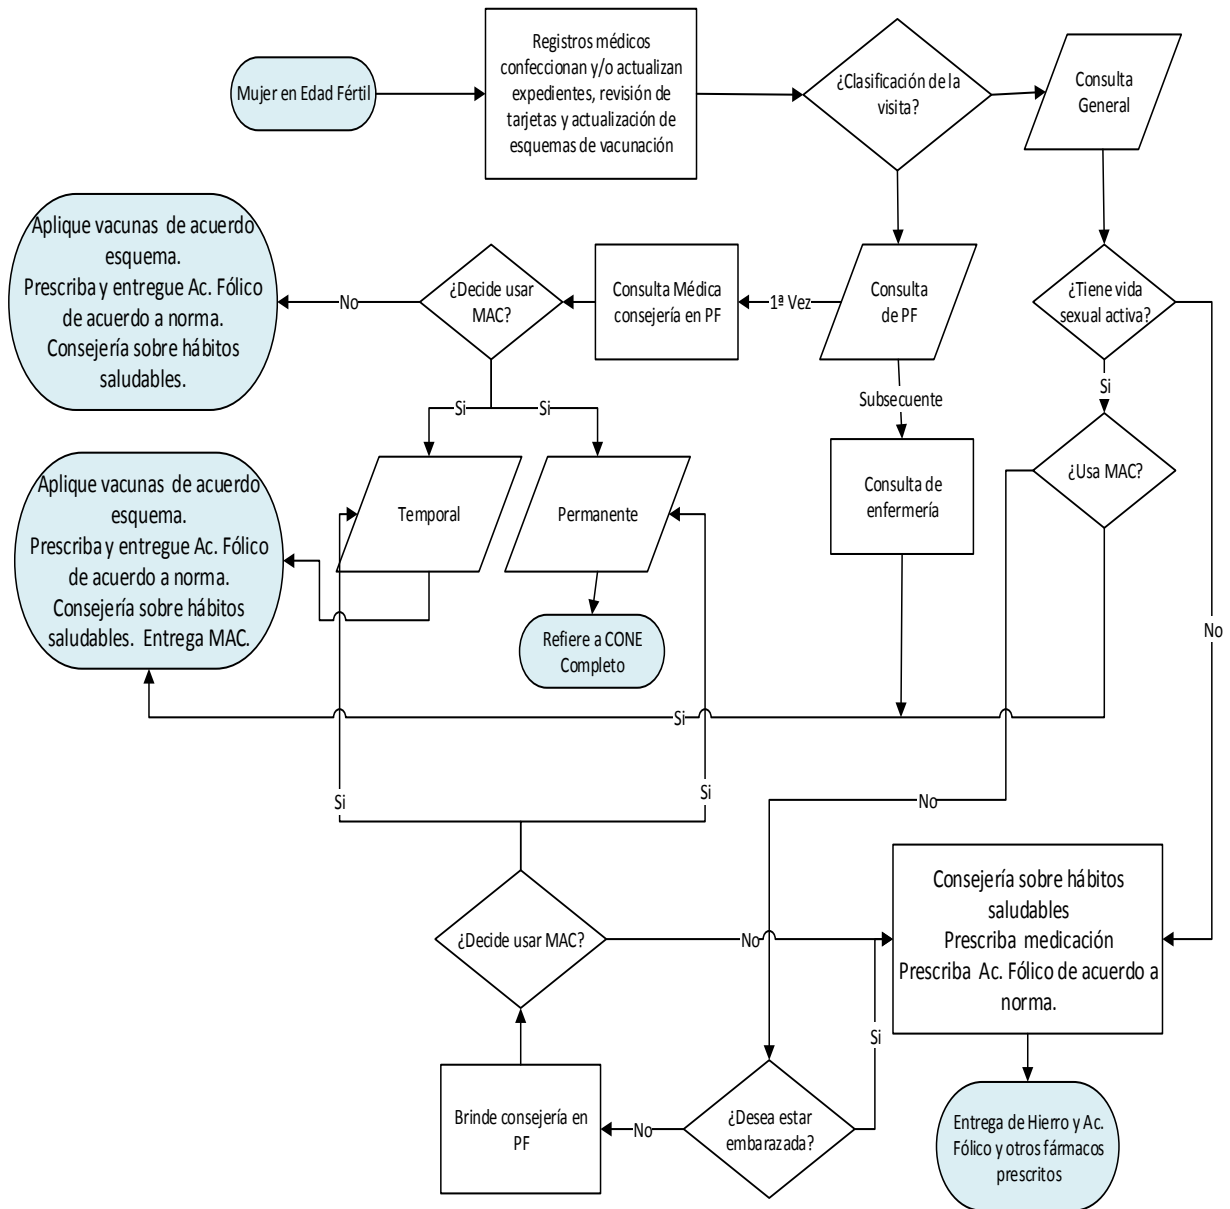 Mujer en Edad Fértil
Registros médicos
confeccionan y/o actualizan
expedientes, revisión de
tarjetas y actualización de
esquemas de vacunación
¿Clasificación de la
visita?
Consulta
General
Aplique vacunas de acuerdo
esquema.
Prescriba y entregue Ac. Fólico
de acuerdo a norma.
Consejería sobre hábitos
saludables.
No
¿Decide usar
MAC?
Consulta Médica
consejería en PF
1ª Vez
Consulta
de PF
¿Tiene vida
sexual activa?
Si
Si
Subsecuente
Si
No
Aplique vacunas de acuerdo
esquema.
Prescriba y entregue Ac. Fólico
de acuerdo a norma.
Consejería sobre hábitos
saludables. Entrega MAC.
Temporal
Permanente
Consulta de
enfermería
¿Usa MAC?
Refiere a CONE
Completo
Si
Si
Si
No
¿Decide usar MAC?
No
Consejería sobre hábitos
saludables
Prescriba medicación
Prescriba Ac. Fólico de acuerdo a
norma.
Si
Brinde consejería en
PF
No
¿Desea estar
embarazada?
Entrega de Hierro y Ac.
Fólico y otros fármacos
prescritos